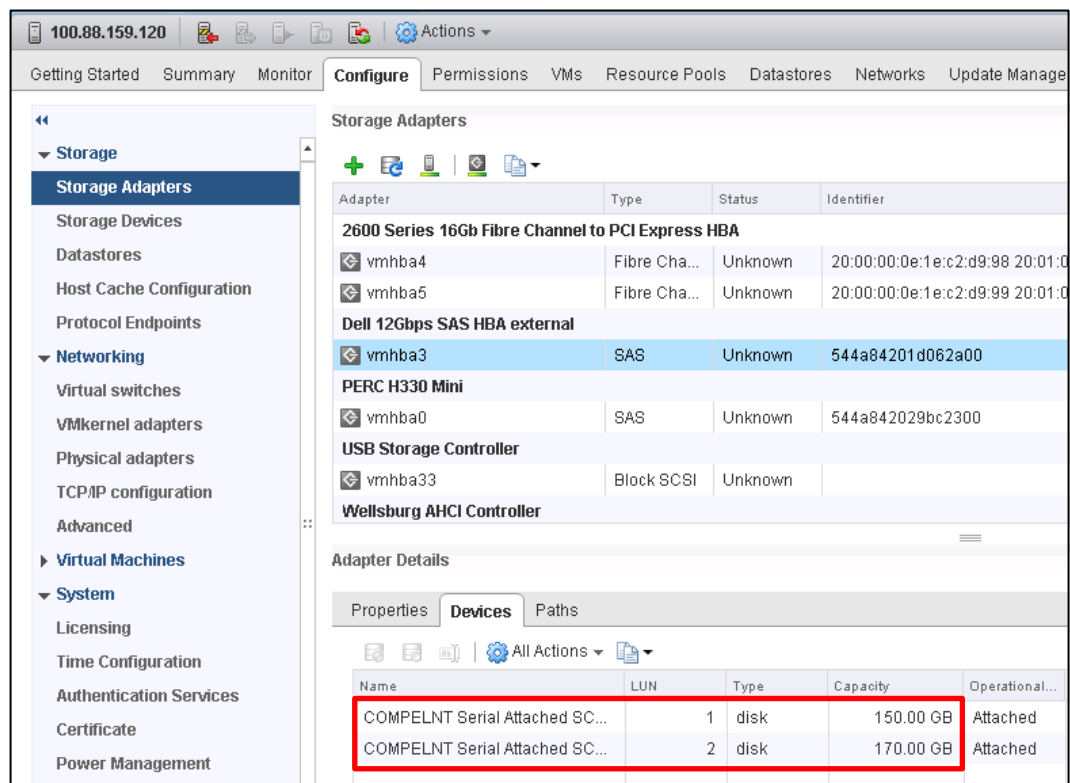 100.88.159.120 Actions
Getting Started Summary Monitor Configure Permissions VMs Resource Pools Datastores Networks Update Manage
Storage
Storage Adapters
Storage Devices
Datastores
Host Cache Configuration
Protocol Endpoints
Networking
Virtual switches
VMkernel adapters
Physical adapters
TCP/IP configuration
Advanced
Virtual Machines
System
Licensing
Time Configuration
Authentication Services
Certificate
Power Management
Storage Adapters
Adapter Type Status Identifier
2600 Series 16Gb Fibre Channel to PCI Express HBA
vmhba4 Fibre Cha... Unknown 20:00:00:0e:1e:c2:d9:98 20:01:0
vmhba5 Fibre Cha... Unknown 20:00:00:0e:1e:c2:d9:99 20:01:0
Dell 12Gbps SAS HBA external
vmhba3 SAS Unknown 544a84201d062a00
PERC H330 Mini
vmhba0 SAS Unknown 544a842029bc2300
USB Storage Controller
vmhba33 Block SCSI Unknown
Wellsburg AHCI Controller
Adapter Details
Properties Devices Paths
All Actions
Name LUN Type Capacity Operational...
COMPELNT Serial Attached SC... 1 disk 150.00 GB Attached
COMPELNT Serial Attached SC... 2 disk 170.00 GB Attached